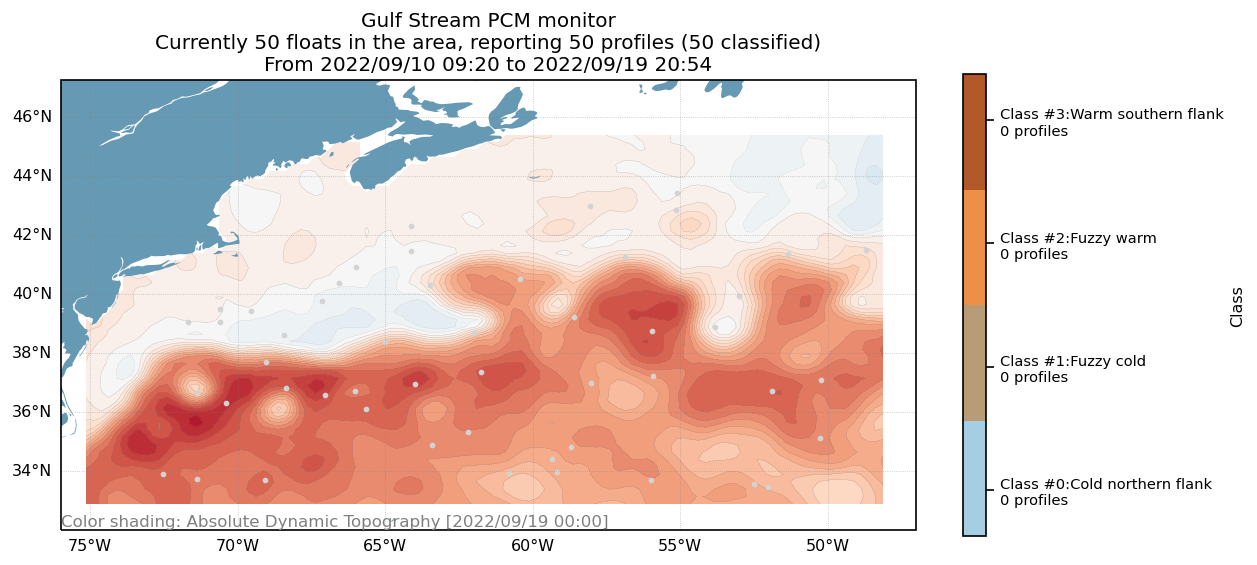 Gulf Stream PCM monitor
Currently 50 floats in the area, reporting 50 profiles (50 classified)
From 2022/09/10 09:20 to 2022/09/19 20:54
46°N
44°N
42°N
40°N
38°N
36°N
34°N
Color shading: Absolute Dynamic Topography [2022/09/19 00:00]
75°W
70°W
65°W
60°W
55°W
50°W
Class #3:Warm southern flank
0 profiles
Class #2:Fuzzy warm
0 profiles
Class #1:Fuzzy cold
0 profiles
Class #0:Cold northern flank
0 profiles
Class